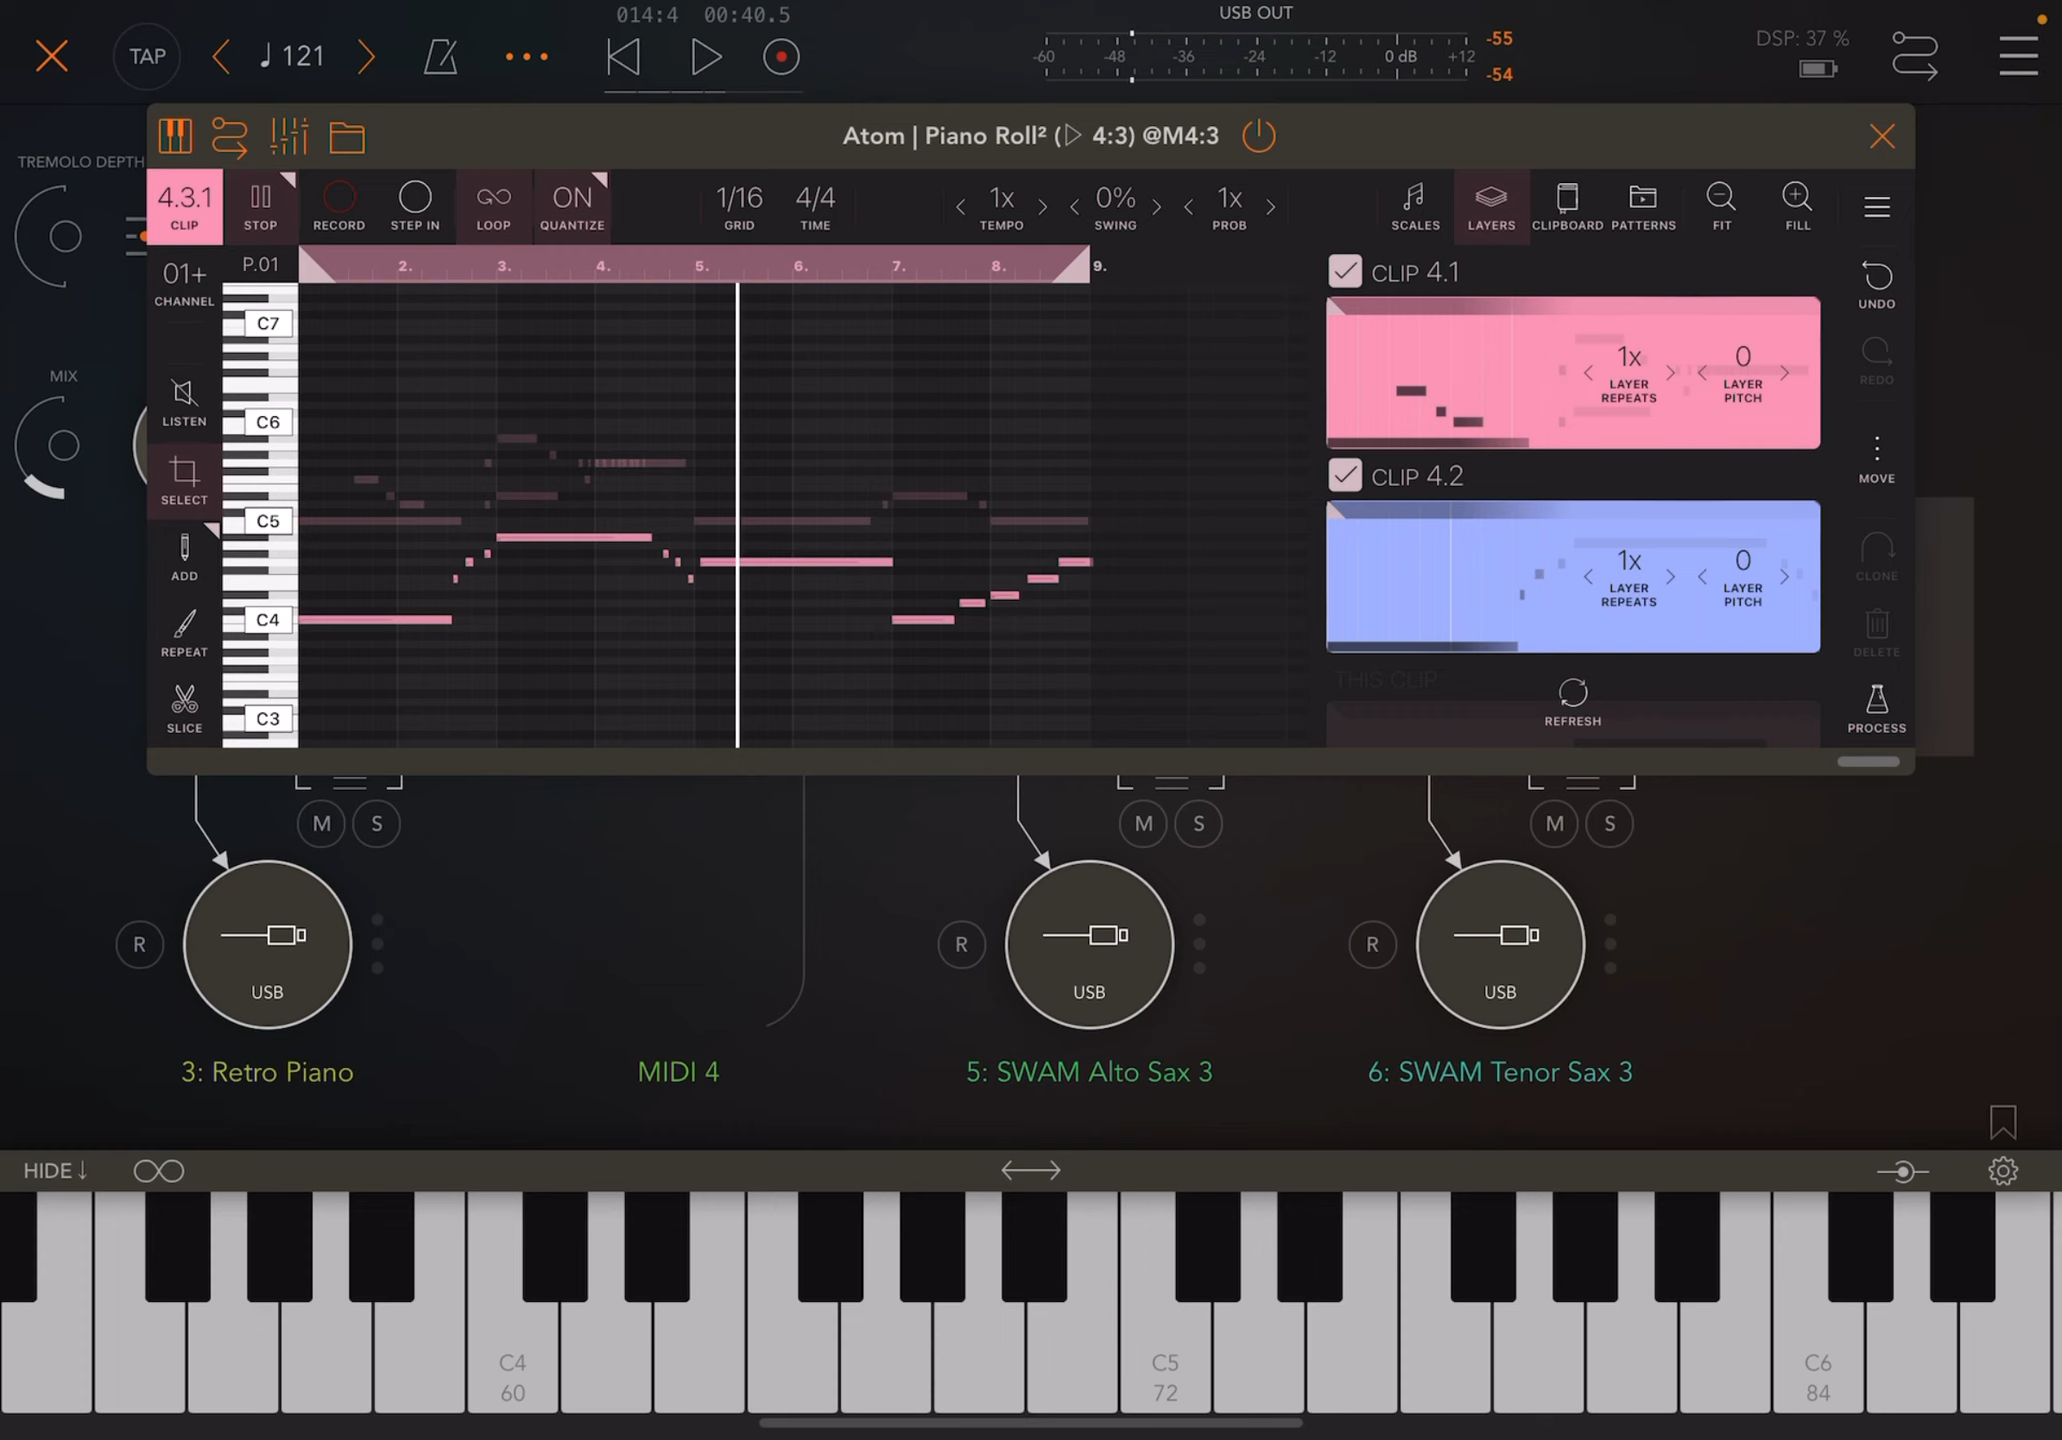 014:4 00:40.5
USB OUT
TAP
121
-60 -48 -36 -24 -12 0 dB +12
-55
-54
DSP: 37 %
TREMOLO DEPTH
MIX
Atom | Piano Roll² (▷ 4:3) @M4:3
4.3.1
CLIP
STOP
RECORD
STEP IN
LOOP
ON
QUANTIZE
1/16
GRID
4/4
TIME
1x
TEMPO
0%
SWING
1x
PROB
SCALES
LAYERS
CLIPBOARD
PATTERNS
FIT
FILL
01+
CHANNEL
P.01
2. 3. 4. 5. 6. 7. 8. 9.
LISTEN
SELECT
ADD
REPEAT
SLICE
C7
C6
C5
C4
C3
CLIP 4.1
1x
LAYER
REPEATS
0
LAYER
PITCH
CLIP 4.2
1x
LAYER
REPEATS
0
LAYER
PITCH
THIS CLIP
REFRESH
UNDO
REDO
MOVE
CLONE
DELETE
PROCESS
M S
M S
M S
R
USB
R
USB
R
USB
3: Retro Piano
MIDI 4
5: SWAM Alto Sax 3
6: SWAM Tenor Sax 3
HIDE↓
C4
60
C5
72
C6
84